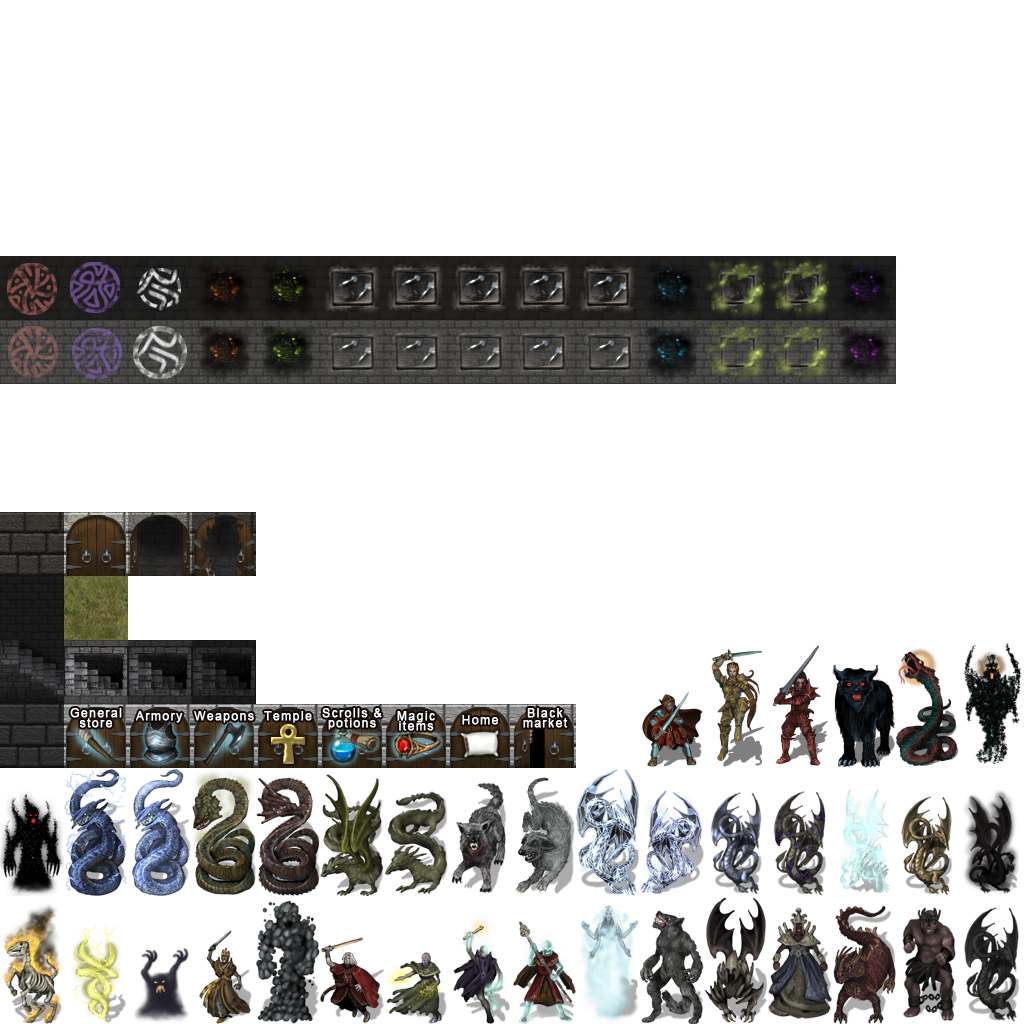 General
store
Armory
Weapons
Temple
Scrolls &
potions
Magic
items
Home
Black
market